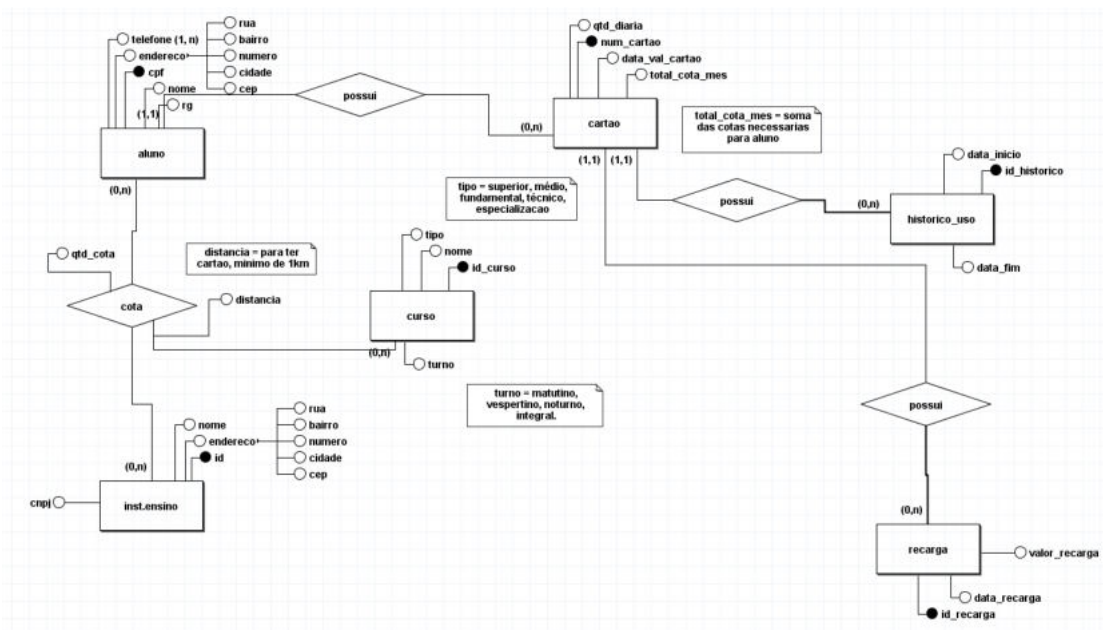 rua
telefone (1, n)
bairro
endereco
numero
cpf
cidade
nome
cep
rg
(1,1)
aluno
(0,n)
possui
qtd_diaria
num_cartao
data_val_cartao
total_cota_mes
(0,n)
cartao
(1,1)
(1,1)
total_cota_mes = soma
das cotas necessarias
para aluno
data_inicio
id_historico
possui
(0,n)
historico_uso
data_fim
tipo = superior, médio,
fundamental, técnico,
especializacao
qtd_cota
distancia = para ter
cartao, minimo de 1km
tipo
nome
id_curso
distancia
cota
curso
(0,n)
turno
turno = matutino,
vespertino, noturno,
integral.
possui
rua
nome
bairro
endereco
numero
id
cidade
cep
(0,n)
cnpj
inst.ensino
(0,n)
recarga
valor_recarga
data_recarga
id_recarga